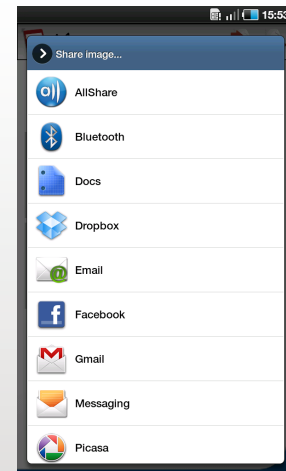 15:53
Share image...
AllShare
Bluetooth
Docs
Dropbox
Email
Facebook
Gmail
Messaging
Picasa